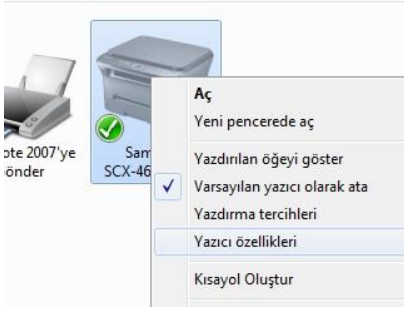 Aç
Yeni pencerede aç
Yazdırılan öğeyi göster
Varsayılan yazıcı olarak ata
Yazdırma tercihleri
Yazıcı özellikleri
Kısayol Oluştur
ote 2007'ye
önder
Sam
SCX-46